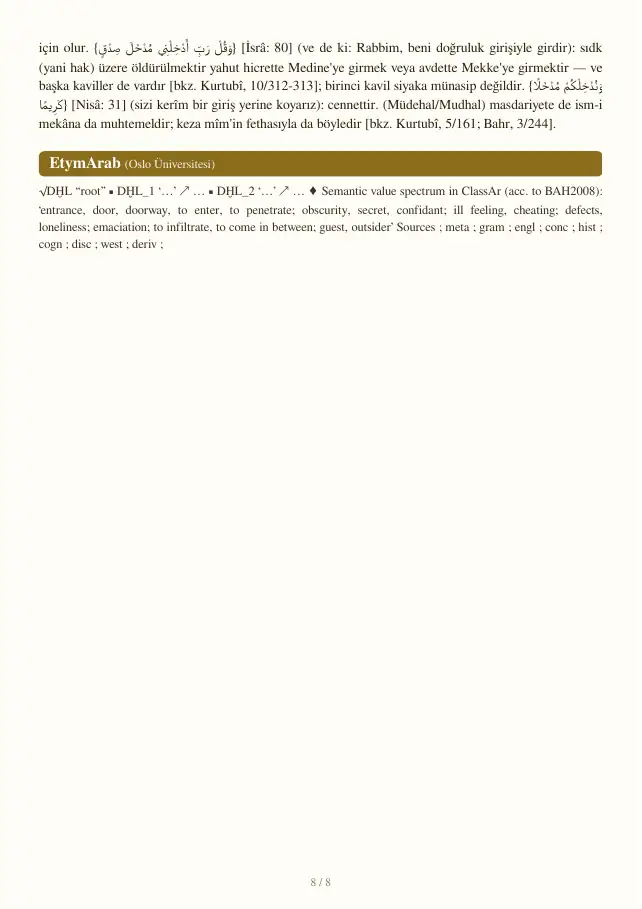 için olur. {وَقُلْ رَبِّ أَدْخِلْنِي مُدْخَلَ صِدْقٍ} [İsrâ: 80] (ve de ki: Rabbim, beni doğruluk girişiyle girdir): sıdk
(yani hak) üzere öldürülmektir yahut hicrette Medine'ye girmek veya avdette Mekke'ye girmektir — ve
başka kaviller de vardır [bkz. Kurtubî, 10/312-313]; birinci kavil siyaka münasip değildir. {وَنُدْخِلْكُمْ مُدْخَلًا
كَرِيمًا} [Nisâ: 31] (sizi kerîm bir giriş yerine koyarız): cennettir. (Müdehal/Mudhal) masdariyete de ism-i
mekâna da muhtemeldir; keza mîm'in fethasıyla da böyledir [bkz. Kurtubî, 5/161; Bahr, 3/244].
EtymArab (Oslo Üniversitesi)
√DḪL “root” ▪ DḪL_1 ‘…’ ↗ … ▪ DḪL_2 ‘…’ ↗ … ♦ Semantic value spectrum in ClassAr (acc. to BAH2008):
‘entrance, door, doorway, to enter, to penetrate; obscurity, secret, confidant; ill feeling, cheating; defects,
loneliness; emaciation; to infiltrate, to come in between; guest, outsider’ Sources ; meta ; gram ; engl ; conc ; hist ;
cogn ; disc ; west ; deriv ;
8 / 8